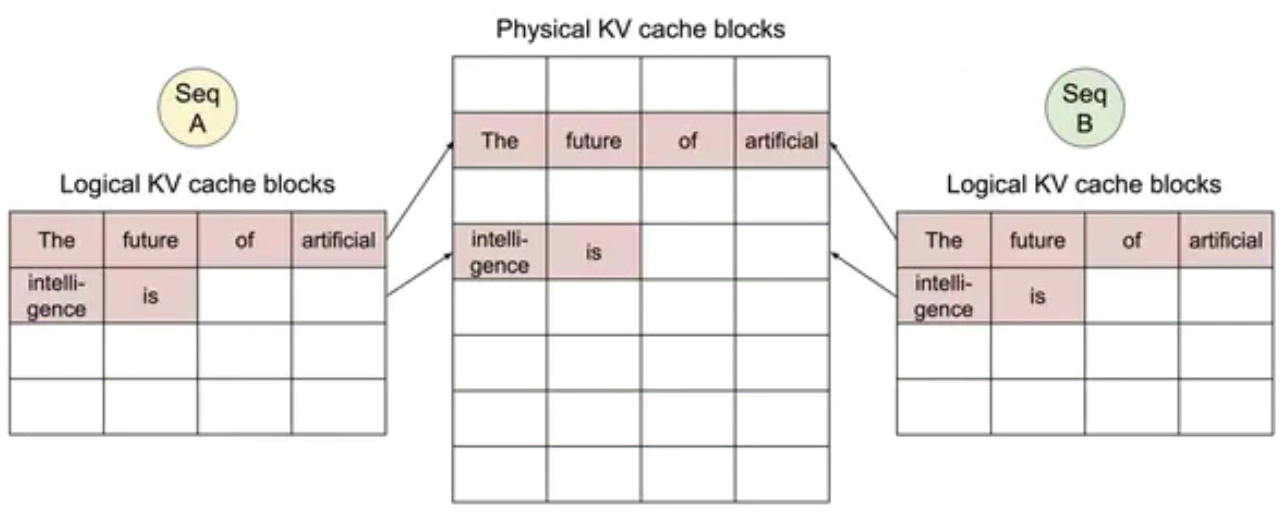 Physical KV cache blocks
Seq
A
Seq
B
Logical KV cache blocks
The future of artificial
intelli-
gence
is
The future of artificial
intelli-
gence
is
Logical KV cache blocks
The future of artificial
intelli-
gence
is